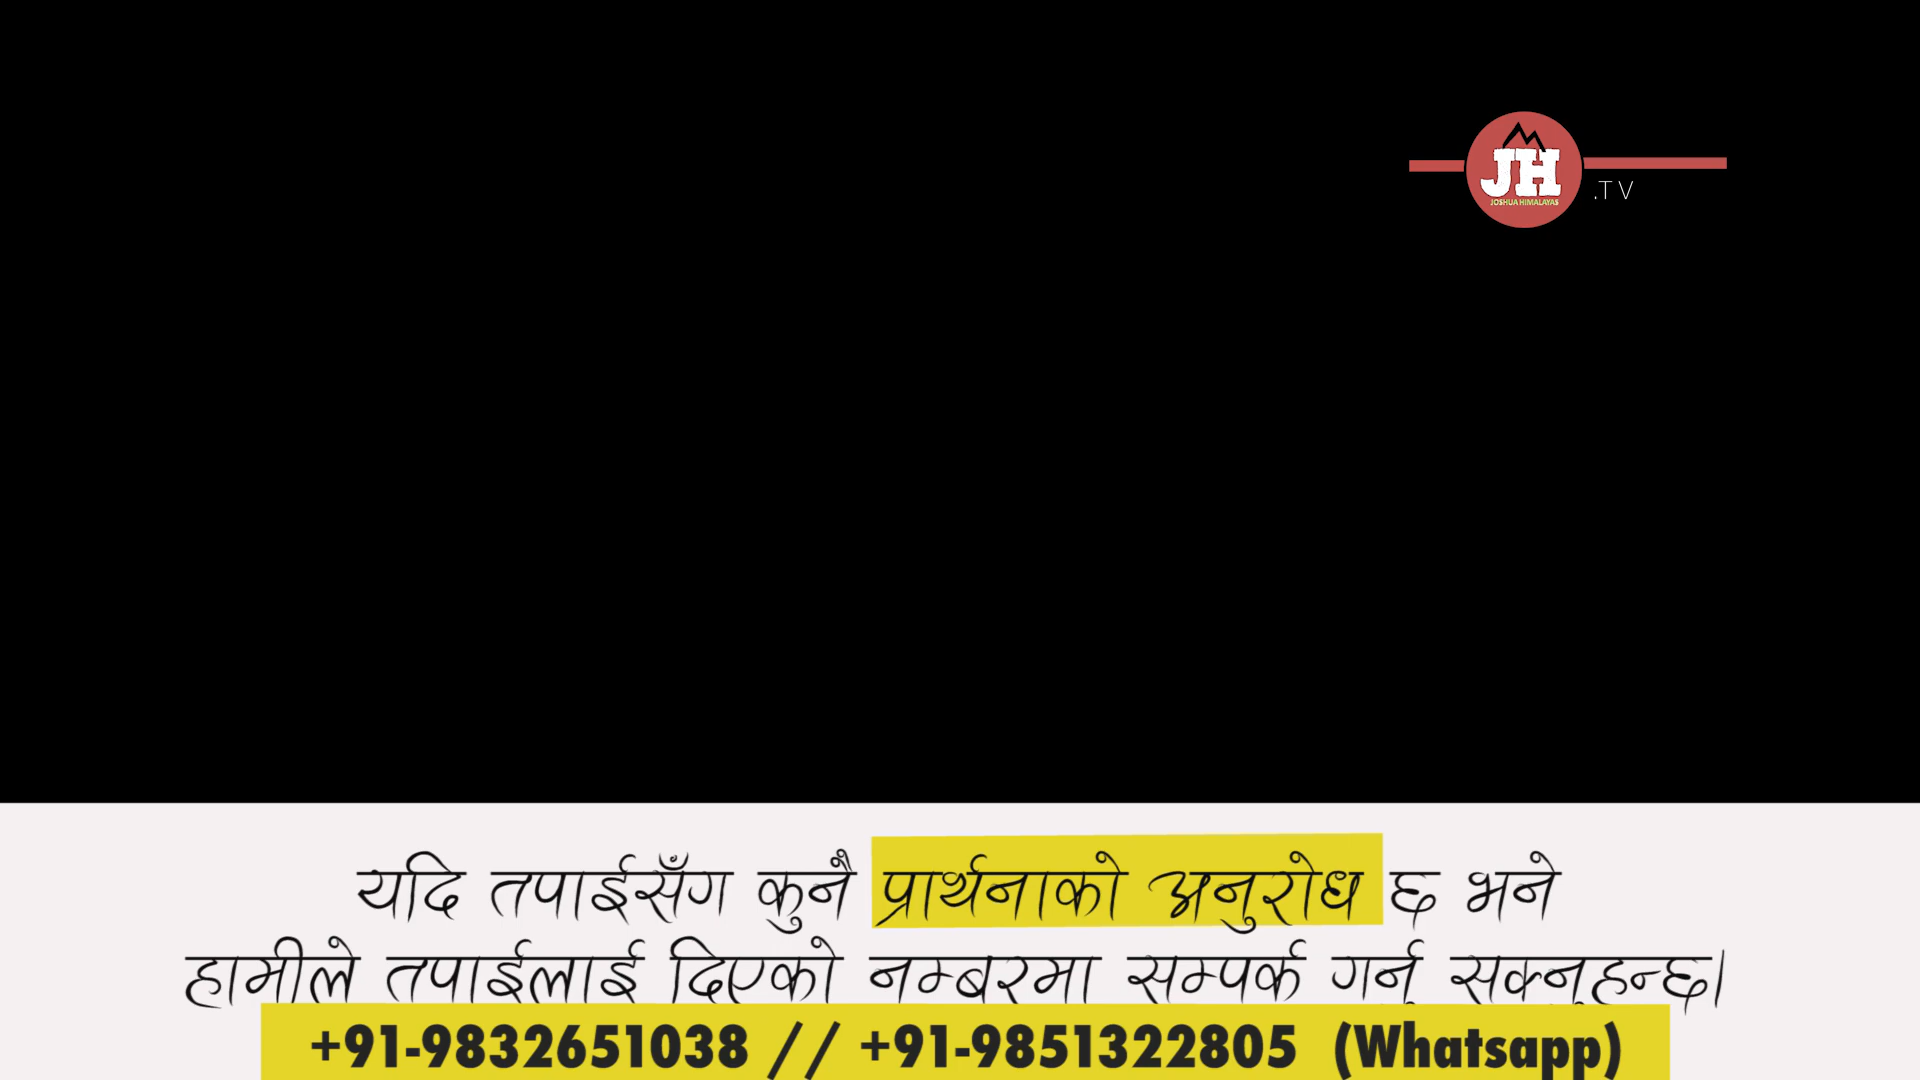 JH
JOSHUA HIMALAYAS
.TV
यदि तपाईसँग कुनै प्रार्थनाको अनुरोध छ भने
हामीले तपाईलाई दिएको नम्बरमा सम्पर्क गर्नु सक्नुहुन्छ।
+91-9832651038 // +91-9851322805 (Whatsapp)